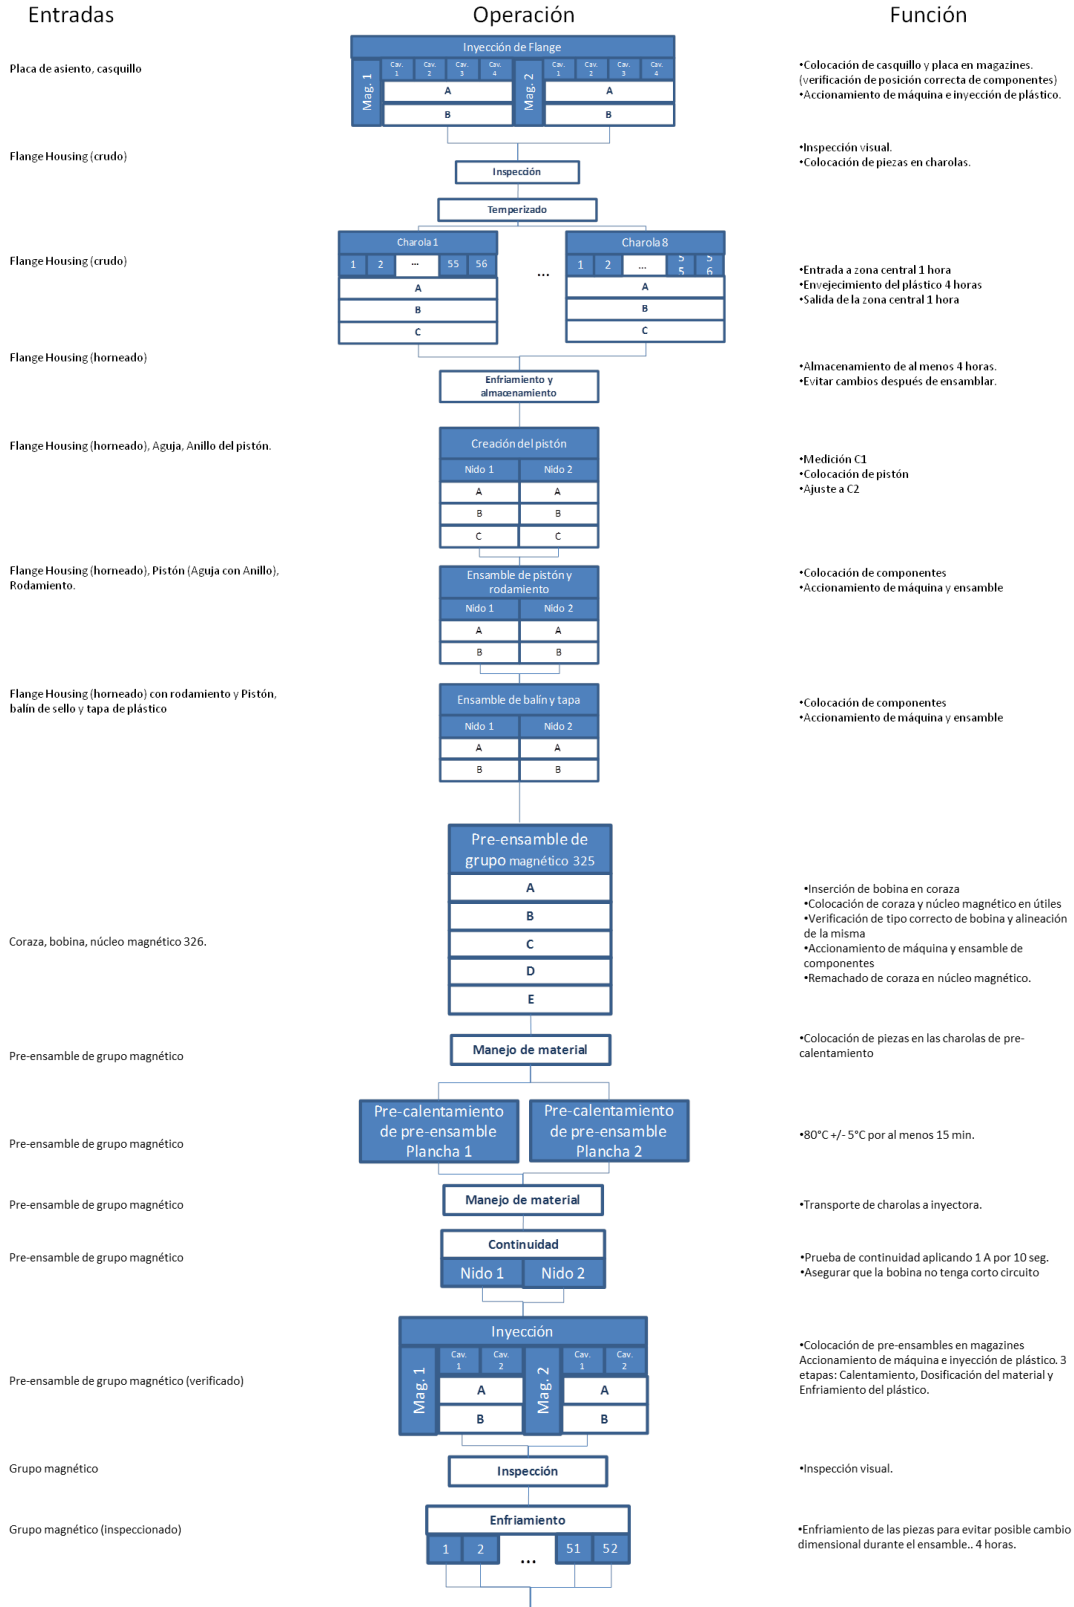 Entradas
Operación
Función
Placa de asiento, casquillo
Inyección de Flange
Mag. 1
Cav. 1
Cav. 2
Cav. 3
Cav. 4
A
B
Mag. 2
Cav. 1
Cav. 2
Cav. 3
Cav. 4
A
B
•Colocación de casquillo y placa en magazines.
(verificación de posición correcta de componentes)
•Accionamiento de máquina e inyección de plástico.
Flange Housing (crudo)
Inspección
•Inspección visual.
•Colocación de piezas en charolas.
Temperizado
Flange Housing (crudo)
Charola 1
1 2 ... 55 56
A
B
C
...
Charola 8
1 2 ... 55 56
A
B
C
•Entrada a zona central 1 hora
•Envejecimiento del plástico 4 horas
•Salida de la zona central 1 hora
Flange Housing (horneado)
Enfriamiento y
almacenamiento
•Almacenamiento de al menos 4 horas.
•Evitar cambios después de ensamblar.
Flange Housing (horneado), Aguja, Anillo del pistón.
Creación del pistón
Nido 1 Nido 2
A A
B B
C C
•Medición C1
•Colocación de pistón
•Ajuste a C2
Flange Housing (horneado), Pistón (Aguja con Anillo),
Rodamiento.
Ensamble de pistón y
rodamiento
Nido 1 Nido 2
A A
B B
•Colocación de componentes
•Accionamiento de máquina y ensamble
Flange Housing (horneado) con rodamiento y Pistón,
balín de sello y tapa de plástico
Ensamble de balín y tapa
Nido 1 Nido 2
A A
B B
•Colocación de componentes
•Accionamiento de máquina y ensamble
Coraza, bobina, núcleo magnético 326.
Pre-ensamble de
grupo magnético 325
A
B
C
D
E
•Inserción de bobina en coraza
•Colocación de coraza y núcleo magnético en útiles
•Verificación de tipo correcto de bobina y alineación
de la misma
•Accionamiento de máquina y ensamble de
componentes
•Remachado de coraza en núcleo magnético.
Pre-ensamble de grupo magnético
Manejo de material
•Colocación de piezas en las charolas de pre-
calentamiento
Pre-ensamble de grupo magnético
Pre-calentamiento
de pre-ensamble
Plancha 1
Pre-calentamiento
de pre-ensamble
Plancha 2
•80°C +/- 5°C por al menos 15 min.
Pre-ensamble de grupo magnético
Manejo de material
•Transporte de charolas a inyectora.
Pre-ensamble de grupo magnético
Continuidad
Nido 1 Nido 2
•Prueba de continuidad aplicando 1 A por 10 seg.
•Asegurar que la bobina no tenga corto circuito
Pre-ensamble de grupo magnético (verificado)
Inyección
Mag. 1
Cav. 1
Cav. 2
A
B
Mag. 2
Cav. 1
Cav. 2
A
B
•Colocación de pre-ensambles en magazines
Accionamiento de máquina e inyección de plástico. 3
etapas: Calentamiento, Dosificación del material y
Enfriamiento del plástico.
Grupo magnético
Inspección
•Inspección visual.
Grupo magnético (inspeccionado)
Enfriamiento
1 2 ... 51 52
•Enfriamiento de las piezas para evitar posible cambio
dimensional durante el ensamble.. 4 horas.